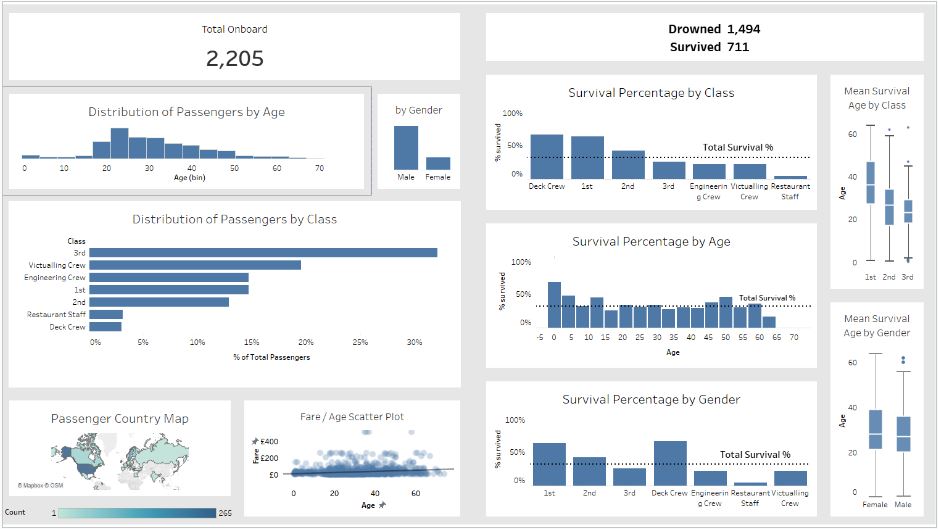 Total Onboard
2,205
Drowned 1,494
Survived 711
Distribution of Passengers by Age
0 10 20 30 40 50 60 70
Age (bin)
by Gender
Male Female
Distribution of Passengers by Class
Class
3rd
Victualling Crew
Engineering Crew
1st
2nd
Restaurant Staff
Deck Crew
0% 5% 10% 15% 20% 25% 30%
% of Total Passengers
Passenger Country Map
© Mapbox © OSM
Count 1 265
Fare / Age Scatter Plot
Fare
£400
£200
£0
0 20 40 60
Age
Survival Percentage by Class
% survived
100%
50%
0%
Total Survival %
Deck Crew 1st 2nd 3rd Engineerin Victualling Restaurant
g Crew Crew Staff
Survival Percentage by Age
% survived
100%
50%
0%
Total Survival %
-5 0 5 10 15 20 25 30 35 40 45 50 55 60 65 70
Age
Survival Percentage by Gender
% survived
100%
50%
0%
Total Survival %
1st 2nd 3rd Deck Crew Engineerin Restaurant Victualling
g Crew Staff Crew
Mean Survival
Age by Class
Age
60
40
20
0
1st 2nd 3rd
Mean Survival
Age by Gender
Age
60
40
20
0
Female Male